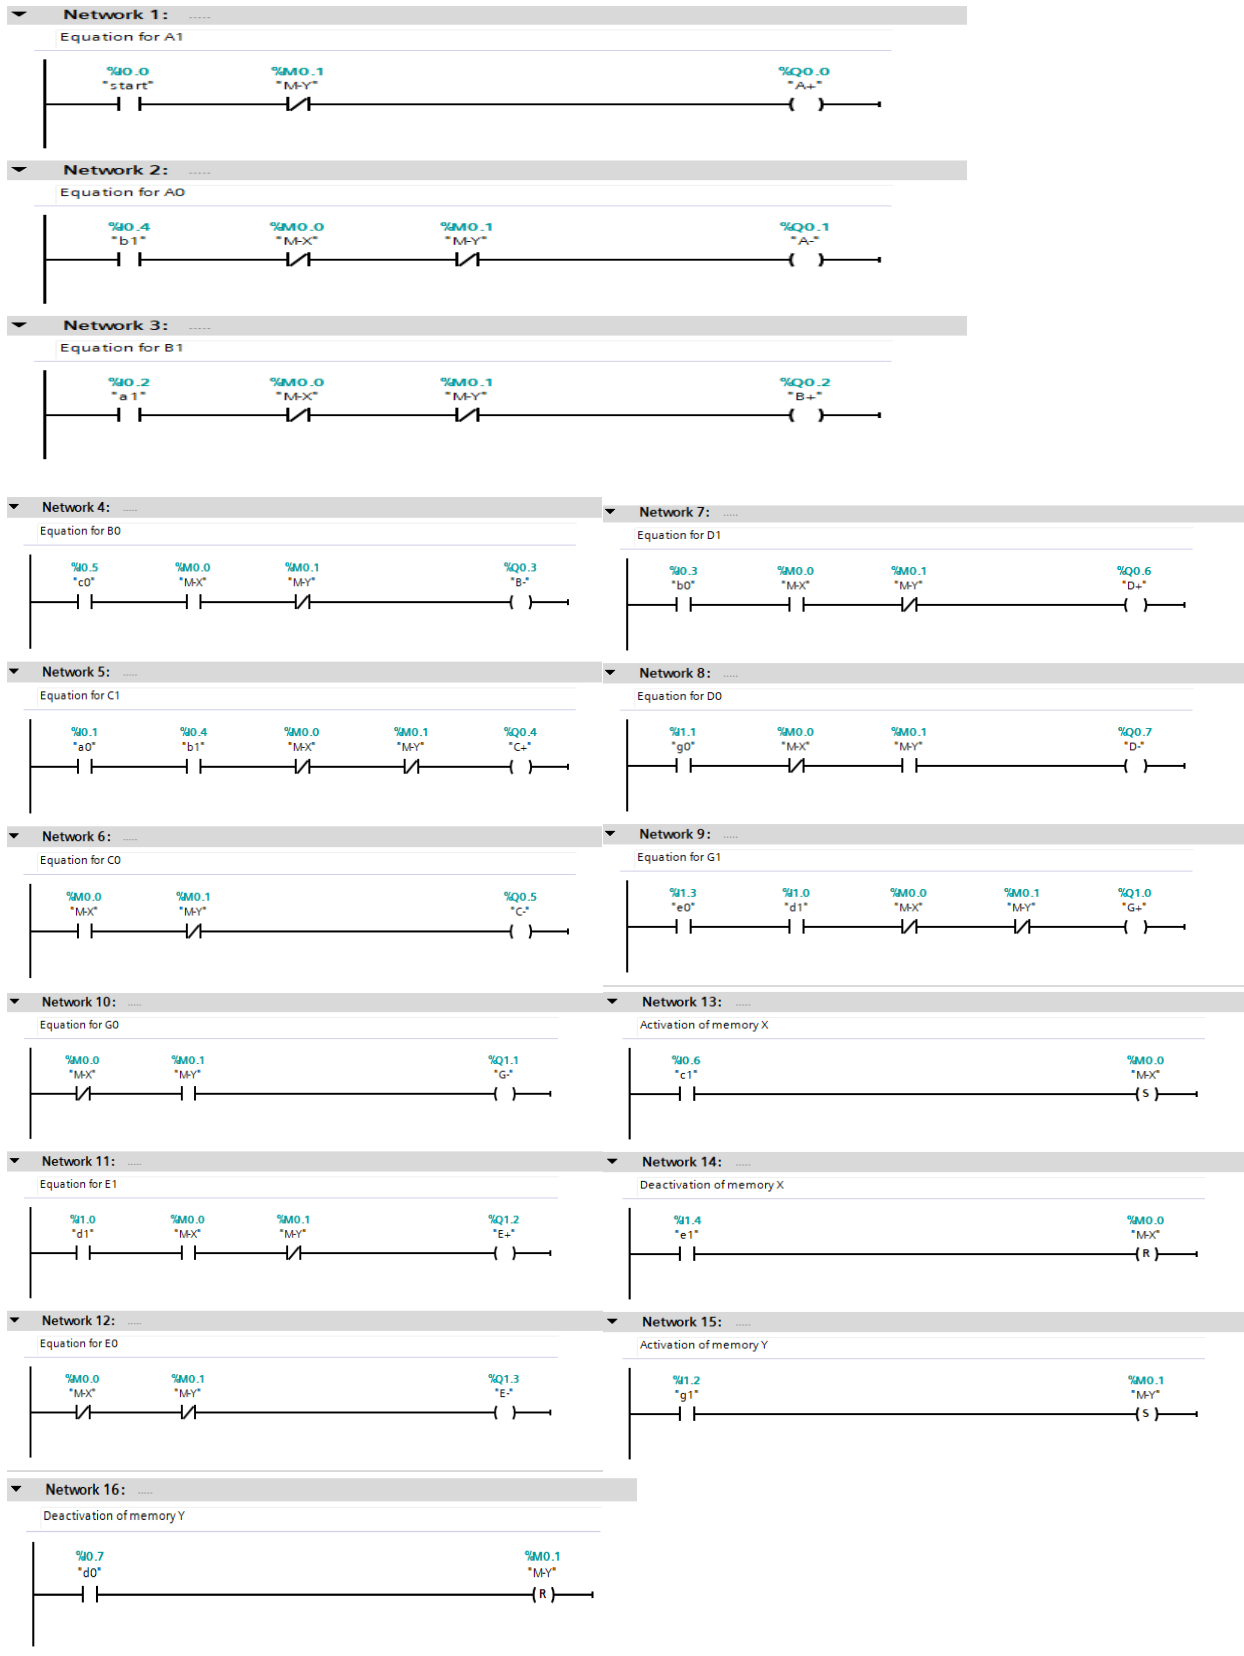 Network 1: .....
Equation for A1
%I0.0 %M0.1 %Q0.0
"start" "M-Y" "A+"
Network 2: .....
Equation for A0
%I0.4 %M0.0 %M0.1 %Q0.1
"b1" "M-X" "M-Y" "A-"
Network 3: .....
Equation for B1
%I0.2 %M0.0 %M0.1 %Q0.2
"a1" "M-X" "M-Y" "B+"
Network 4: .....
Equation for B0
%I0.5 %M0.0 %M0.1 %Q0.3
"c0" "M-X" "M-Y" "B-"
Network 5: .....
Equation for C1
%I0.1 %I0.4 %M0.0 %M0.1 %Q0.4
"a0" "b1" "M-X" "M-Y" "C+"
Network 6: .....
Equation for C0
%M0.0 %M0.1 %Q0.5
"M-X" "M-Y" "C-"
Network 7: .....
Equation for D1
%I0.3 %M0.0 %M0.1 %Q0.6
"b0" "M-X" "M-Y" "D+"
Network 8: .....
Equation for D0
%I1.1 %M0.0 %M0.1 %Q0.7
"g0" "M-X" "M-Y" "D-"
Network 9: .....
Equation for G1
%I1.3 %I1.0 %M0.0 %M0.1 %Q1.0
"e0" "d1" "M-X" "M-Y" "G+"
Network 10: .....
Equation for G0
%M0.0 %M0.1 %Q1.1
"M-X" "M-Y" "G-"
Network 11: .....
Equation for E1
%I1.0 %M0.0 %M0.1 %Q1.2
"d1" "M-X" "M-Y" "E+"
Network 12: .....
Equation for E0
%M0.0 %M0.1 %Q1.3
"M-X" "M-Y" "E-"
Network 13: .....
Activation of memory X
%I0.6 %M0.0
"c1" "M-X"
S
Network 14: .....
Deactivation of memory X
%I1.4 %M0.0
"e1" "M-X"
R
Network 15: .....
Activation of memory Y
%I1.2 %M0.1
"g1" "M-Y"
S
Network 16: .....
Deactivation of memory Y
%I0.7 %M0.1
"d0" "M-Y"
R